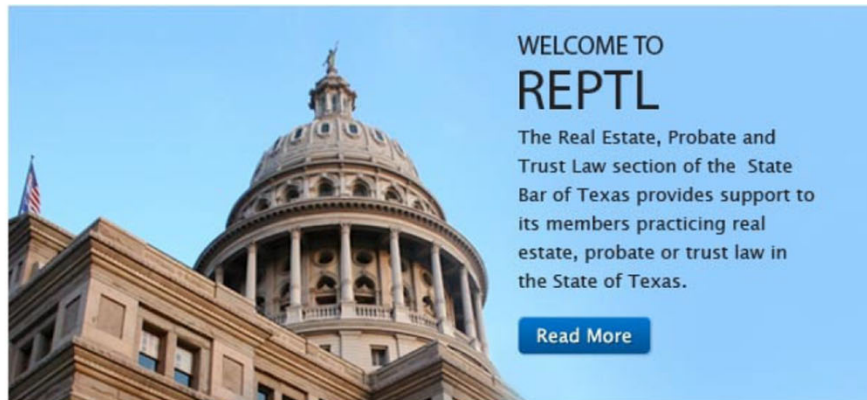 WELCOME TO
REPTL
The Real Estate, Probate and
Trust Law section of the State
Bar of Texas provides support to
its members practicing real
estate, probate or trust law in
the State of Texas.
Read More